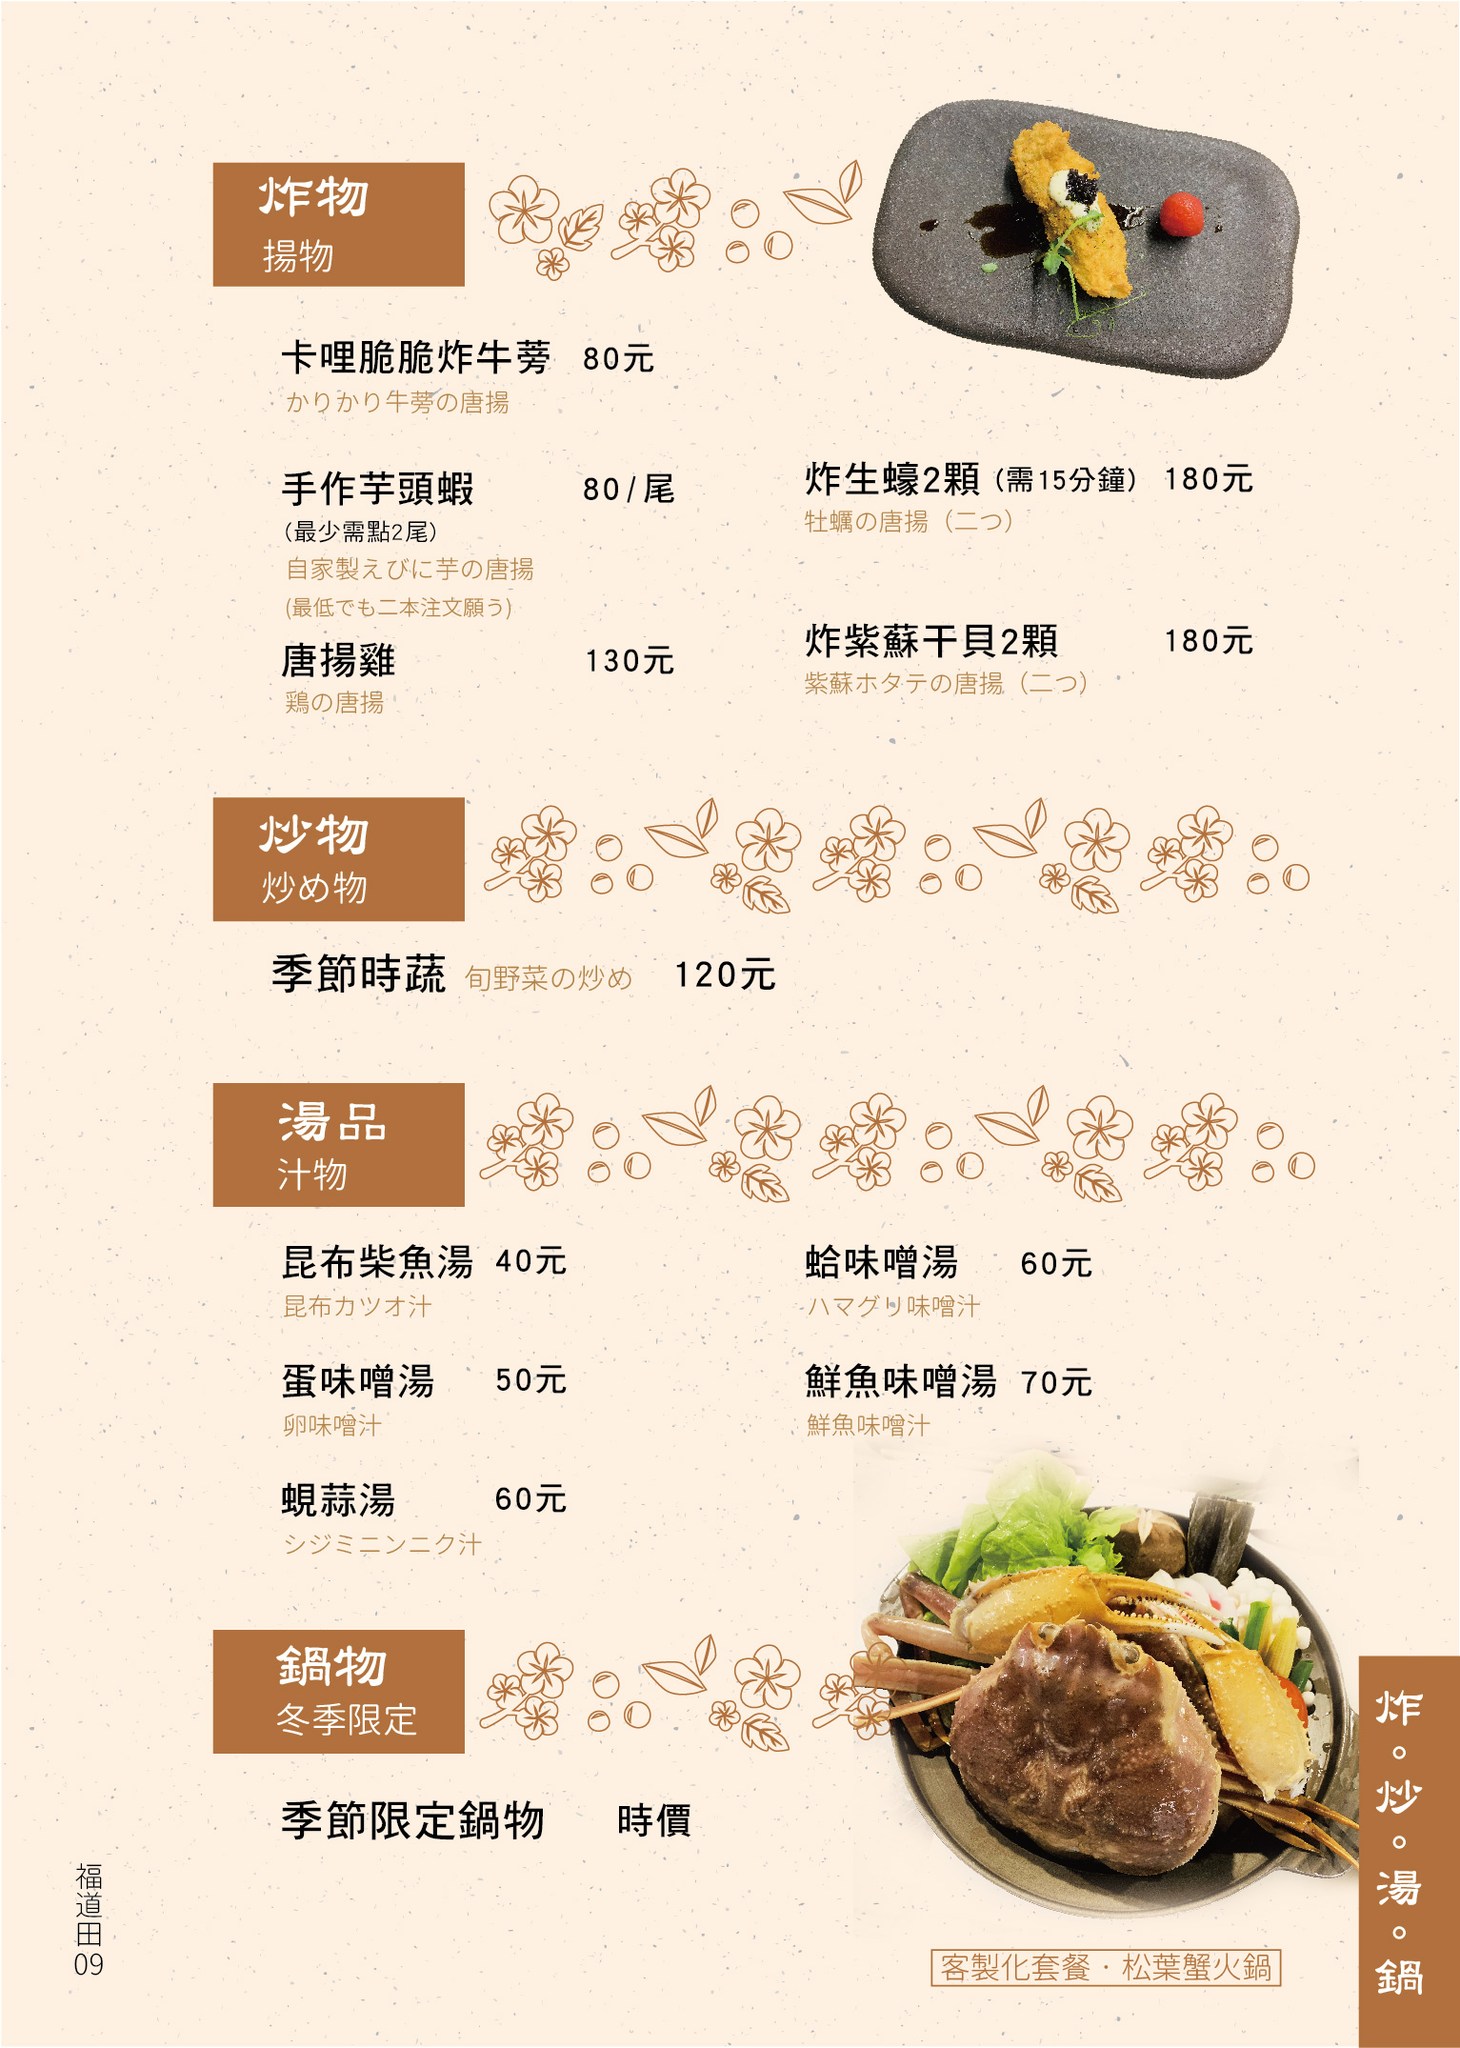 炸物
揚物
卡哩脆脆炸牛蒡 80元
かりかり牛蒡の唐揚
手作芋頭蝦 80/尾
(最少需點2尾)
自家製えびに芋の唐揚
(最低でも二本注文願う)
唐揚雞 130元
鶏の唐揚
炸生蠔2顆 (需15分鐘) 180元
牡蠣の唐揚 (二つ)
炸紫蘇干貝2顆 180元
紫蘇ホタテの唐揚 (二つ)
炒物
炒め物
季節時蔬 旬野菜の炒め 120元
湯品
汁物
昆布柴魚湯 40元
昆布カツオ汁
蛋味噌湯 50元
卵味噌汁
蜆蒜湯 60元
シジミニンニク汁
蛤味噌湯 60元
ハマグリ味噌汁
鮮魚味噌湯 70元
鮮魚味噌汁
鍋物
冬季限定
季節限定鍋物 時價
客製化套餐・松葉蟹火鍋
福道田09
炸。炒。湯。鍋